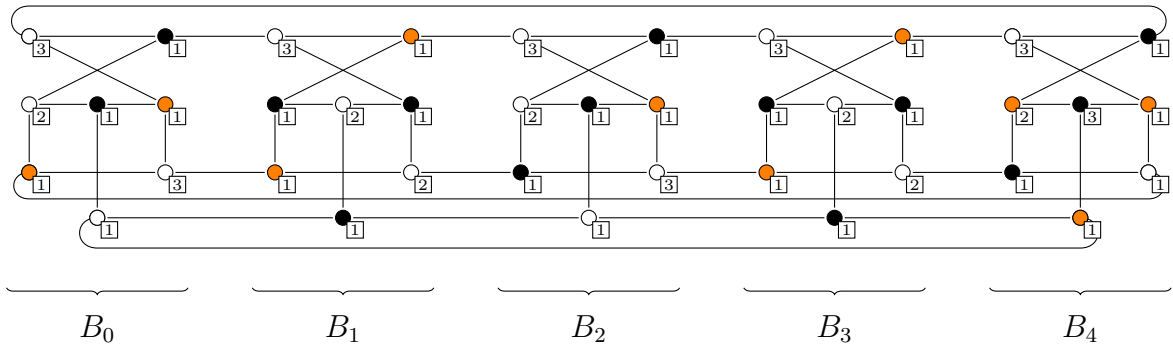 3 1 3 1 3 1 3 1 3 1
2 1 1 1 2 1 2 1 1 1 2 1 2 3 1
1 3 1 2 1 3 1 2 1 1
1 1 1 1 1
B₀ B₁ B₂ B₃ B₄